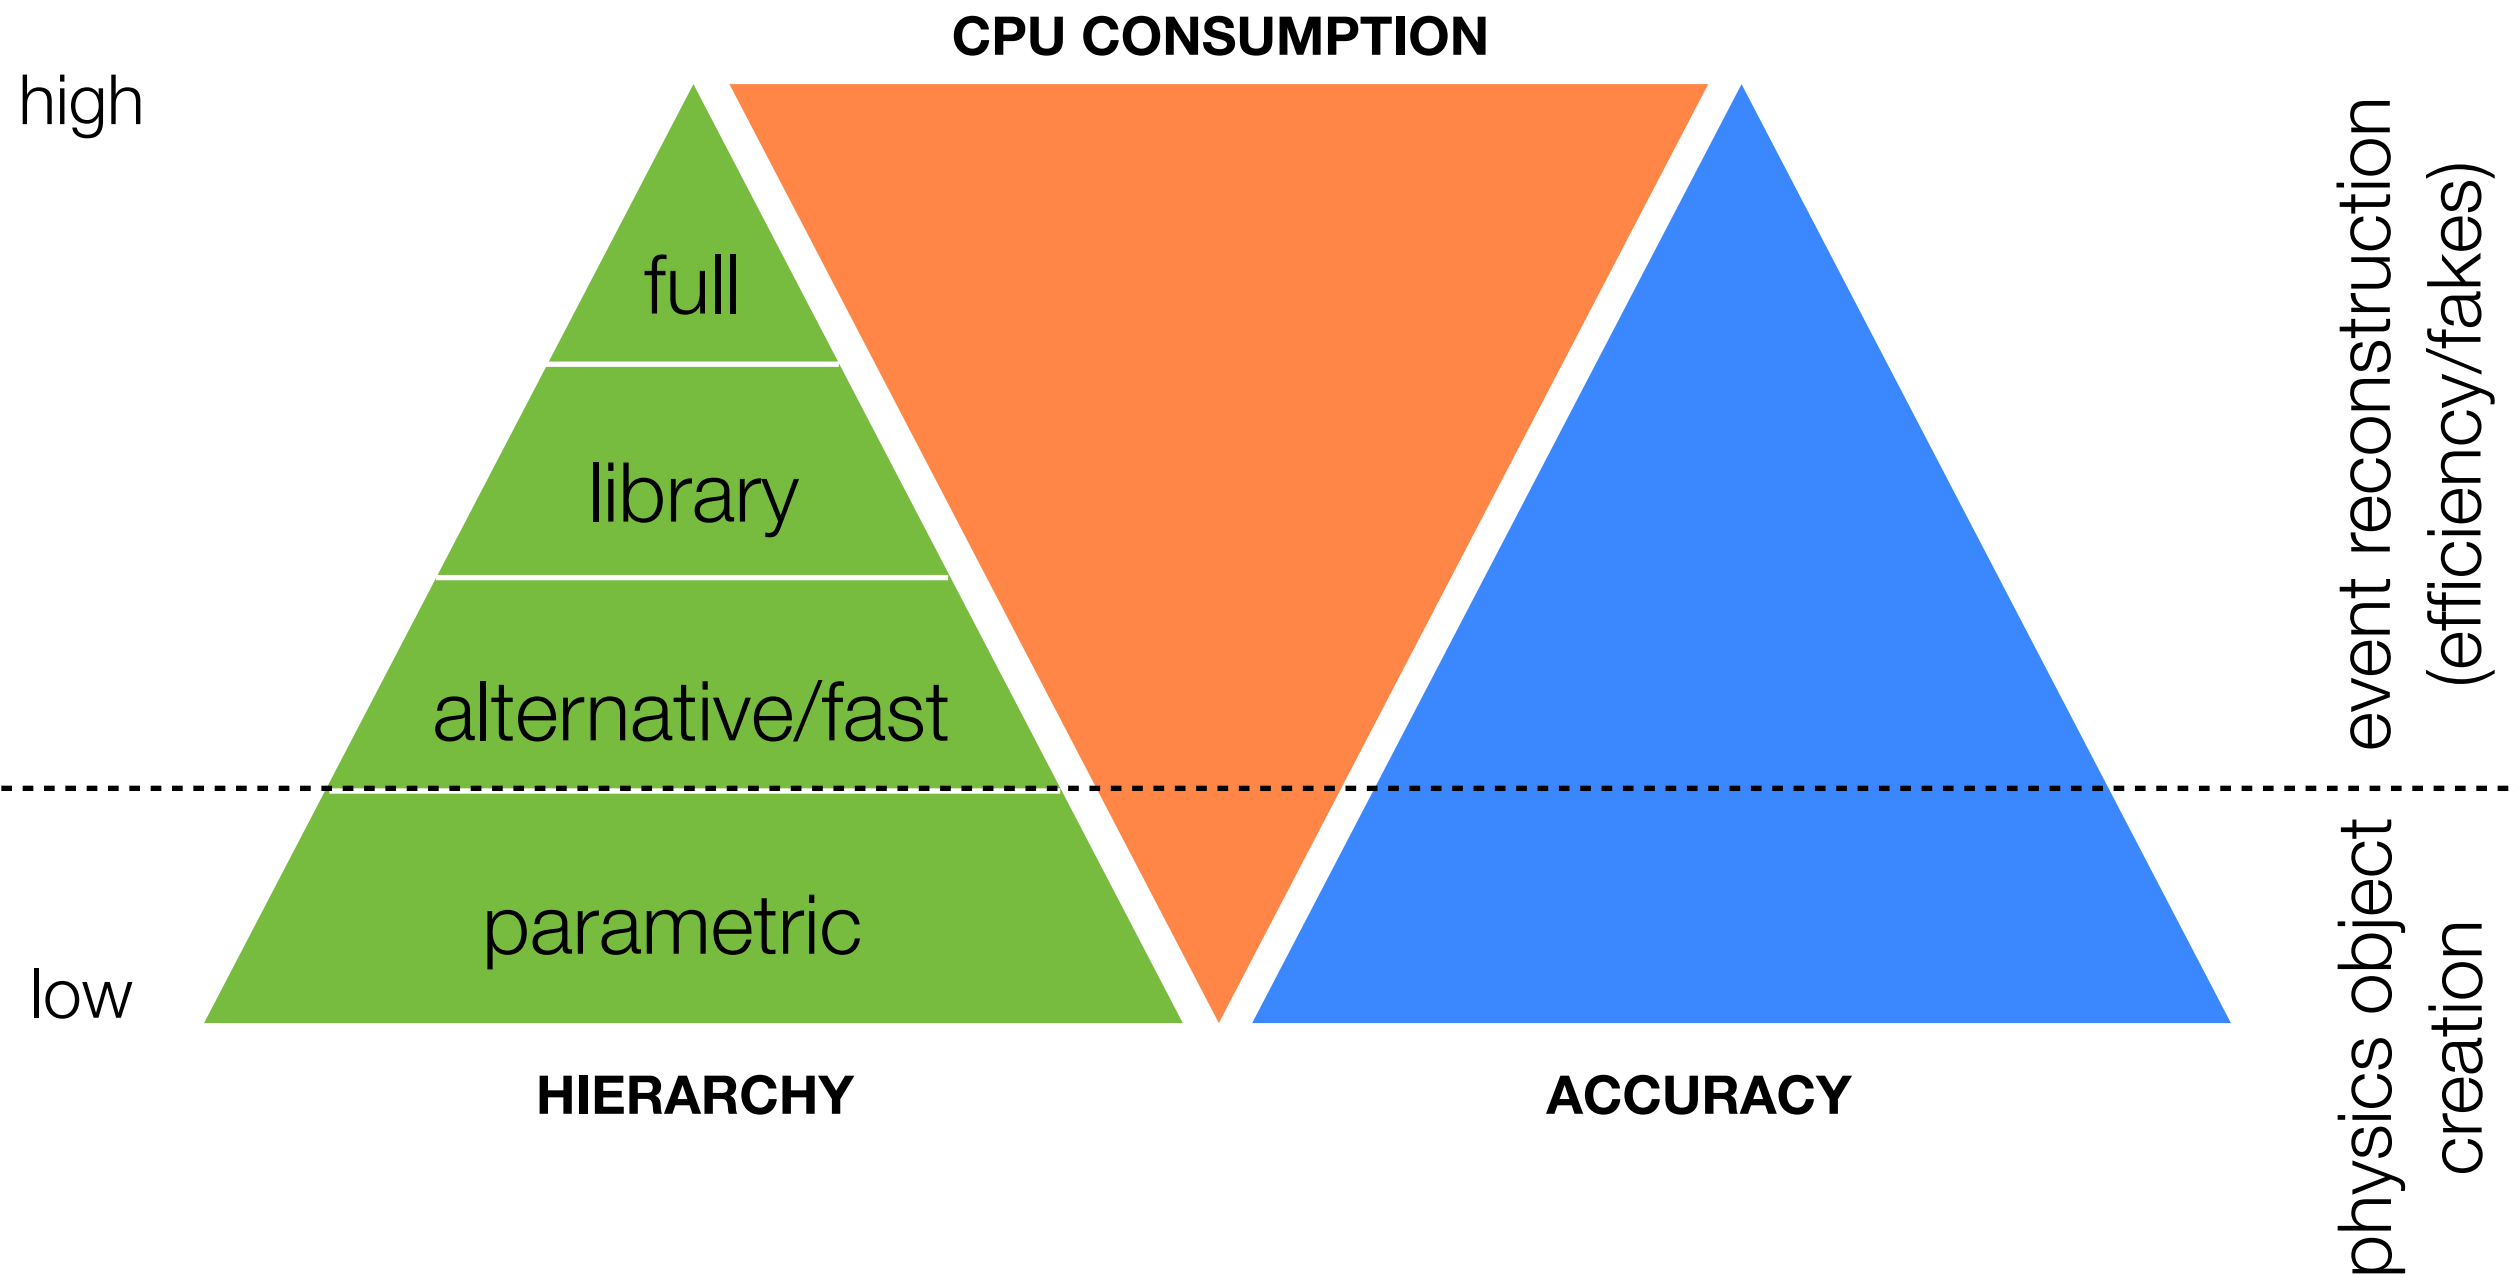 CPU CONSUMPTION
high
full
library
alternative/fast
parametric
low
HIERARCHY
ACCURACY
event reconstruction
(efficiency/fakes)
physics object
creation